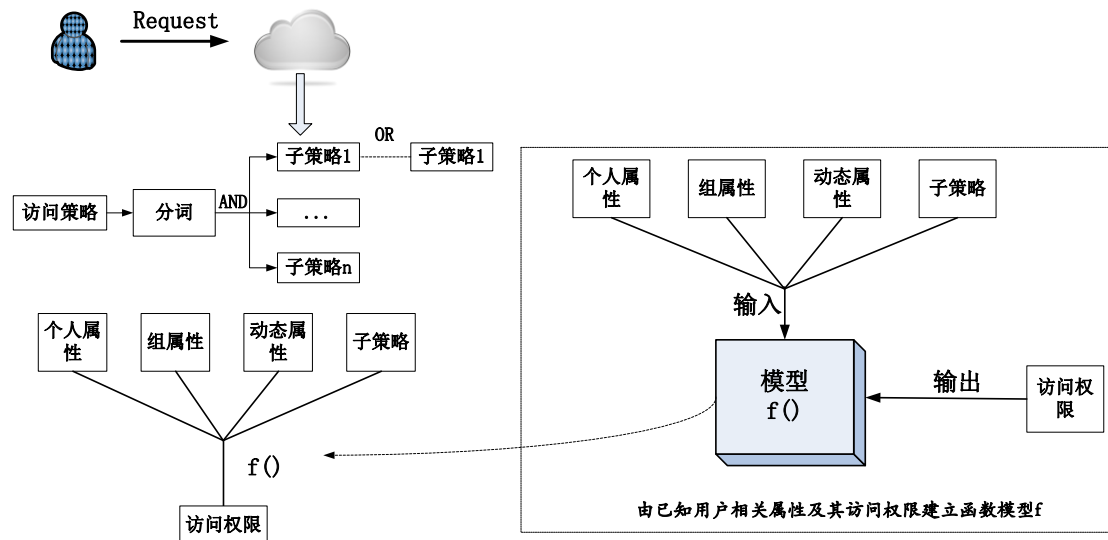 Request
OR
子策略1
子策略1
访问策略
分词
AND
...
子策略n
个人属
性
组属性
动态属
性
子策略
f()
访问权限
个人属
性
组属性
动态属
性
子策略
输入
模型
f()
输出
访问权
限
由已知用户相关属性及其访问权限建立函数模型f